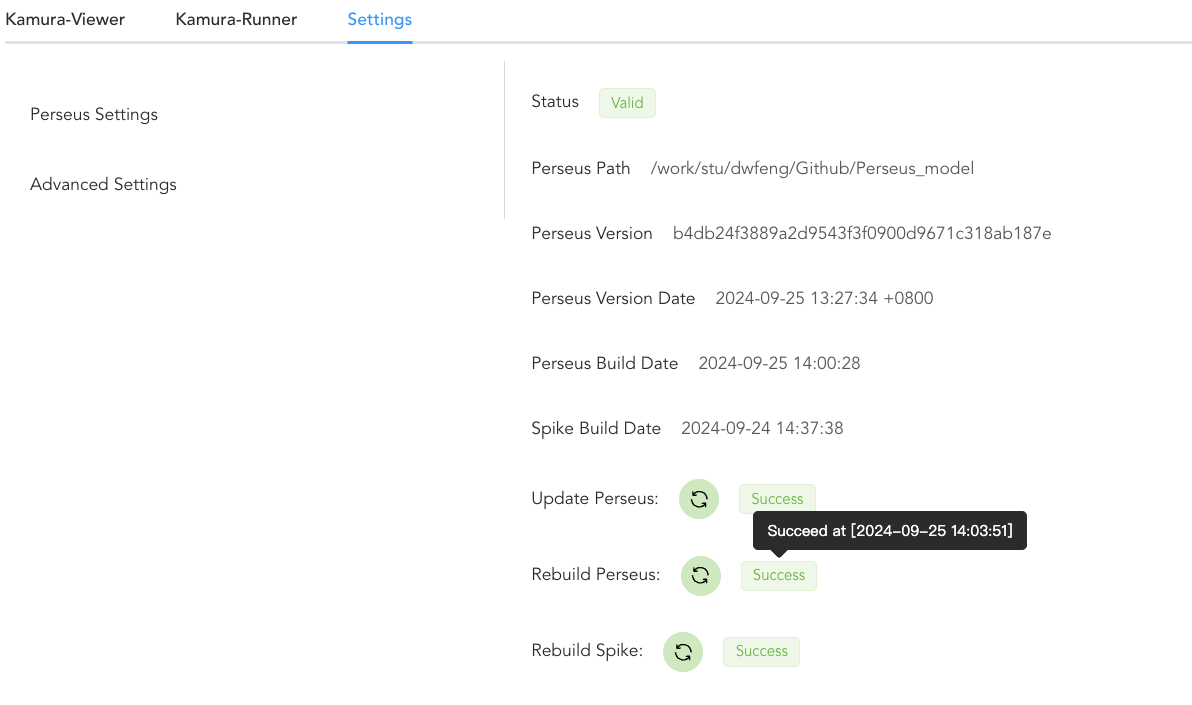 Kamura-Viewer Kamura-Runner Settings
Perseus Settings
Advanced Settings
Status Valid
Perseus Path /work/stu/dwfeng/Github/Perseus_model
Perseus Version b4db24f3889a2d9543f3f0900d9671c318ab187e
Perseus Version Date 2024-09-25 13:27:34 +0800
Perseus Build Date 2024-09-25 14:00:28
Spike Build Date 2024-09-24 14:37:38
Update Perseus: Success
Succeed at [2024-09-25 14:03:51]
Rebuild Perseus: Success
Rebuild Spike: Success